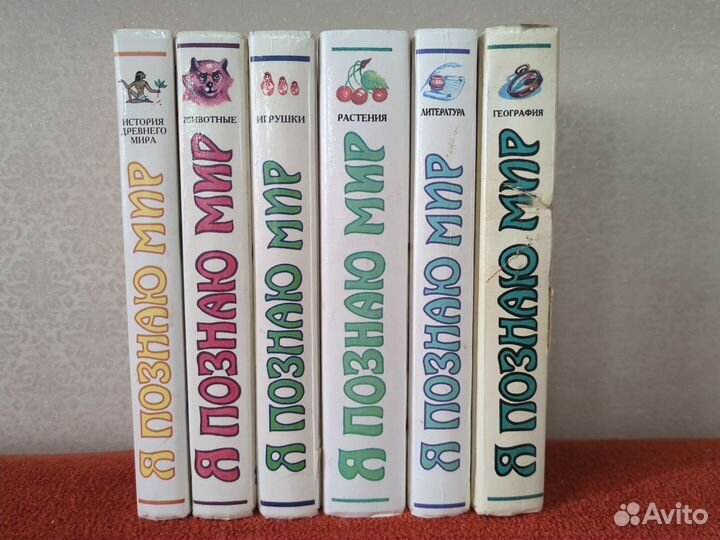 ИСТОРИЯ
ДРЕВНЕГО
МИРА
Я ПОЗНАЮ МИР
ЖИВОТНЫЕ
Я ПОЗНАЮ МИР
ИГРУШКИ
Я ПОЗНАЮ МИР
РАСТЕНИЯ
Я ПОЗНАЮ МИР
ЛИТЕРАТУРА
Я ПОЗНАЮ МИР
ГЕОГРАФИЯ
Я ПОЗНАЮ МИР
Avito